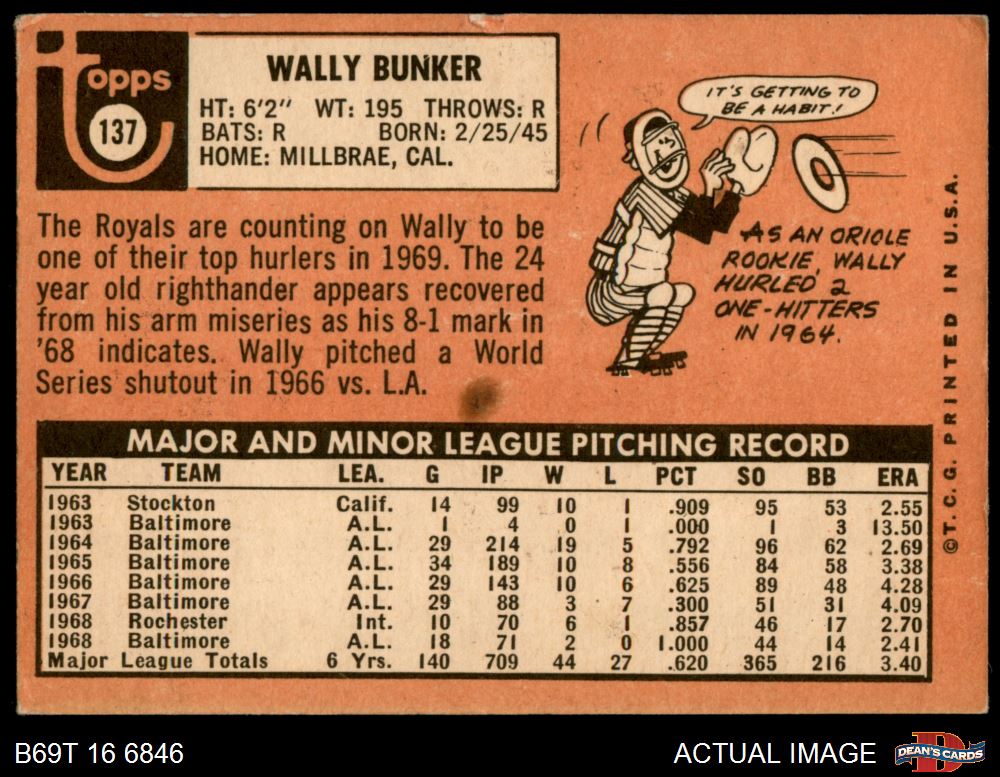 topps
137
WALLY BUNKER
HT: 6'2" WT: 195 THROWS: R
BATS: R BORN: 2/25/45
HOME: MILLBRAE, CAL.
The Royals are counting on Wally to be
one of their top hurlers in 1969. The 24
year old righthander appears recovered
from his arm miseries as his 8-1 mark in
'68 indicates. Wally pitched a World
Series shutout in 1966 vs. L.A.
IT'S GETTING TO
BE A HABIT!
AS AN ORIOLE
ROOKIE, WALLY
HURLED 2
ONE-HITTERS
IN 1964.
©T.C.G. PRINTED IN U.S.A.
MAJOR AND MINOR LEAGUE PITCHING RECORD
YEAR TEAM LEA. G IP W L PCT SO BB ERA
1963 Stockton Calif. 14 99 10 1 .909 95 53 2.55
1963 Baltimore A.L. 1 4 0 1 .000 1 3 13.50
1964 Baltimore A.L. 29 214 19 5 .792 96 62 2.69
1965 Baltimore A.L. 34 189 10 8 .556 84 58 3.38
1966 Baltimore A.L. 29 143 10 6 .625 89 48 4.28
1967 Baltimore A.L. 29 88 3 7 .300 51 31 4.09
1968 Rochester Int. 10 70 6 1 .857 46 17 2.70
1968 Baltimore A.L. 18 71 2 0 1.000 44 14 2.41
Major League Totals 6 Yrs. 140 709 44 27 .620 365 216 3.40
B69T 16 6846
ACTUAL IMAGE
DEAN'S CARDS